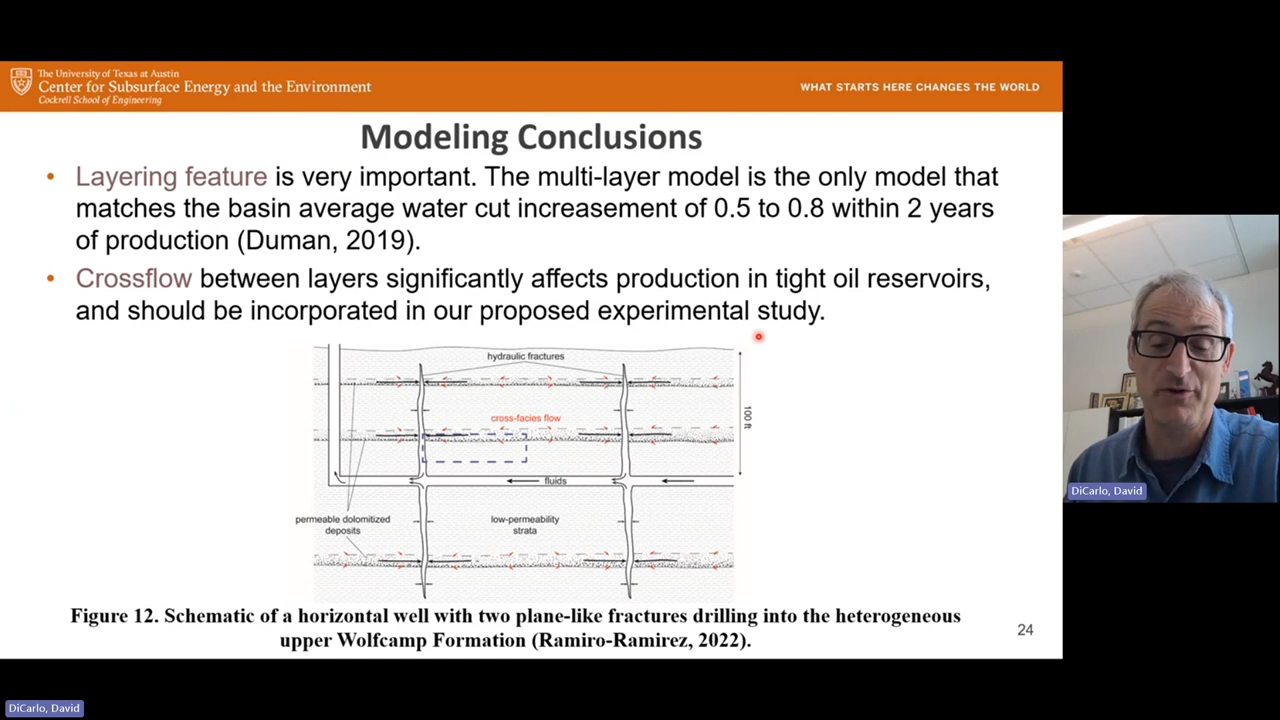 The University of Texas at Austin
Center for Subsurface Energy and the Environment
Cockrell School of Engineering
WHAT STARTS HERE CHANGES THE WORLD
Modeling Conclusions
• Layering feature is very important. The multi-layer model is the only model that
matches the basin average water cut increasement of 0.5 to 0.8 within 2 years
of production (Duman, 2019).
• Crossflow between layers significantly affects production in tight oil reservoirs,
and should be incorporated in our proposed experimental study.
hydraulic fractures
cross-facies flow
100 ft
fluids
permeable dolomitized
deposits
low-permeability
strata
Figure 12. Schematic of a horizontal well with two plane-like fractures drilling into the heterogeneous
upper Wolfcamp Formation (Ramiro-Ramirez, 2022).
24
DiCarlo, David
DiCarlo, David